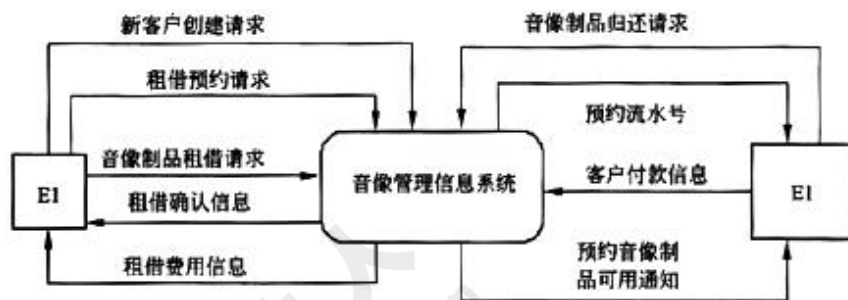 新客户创建请求
音像制品归还请求
租借预约请求
预约流水号
音像制品租借请求
E1
音像管理信息系统
客户付款信息
E1
租借确认信息
租借费用信息
预约音像制
品可用通知